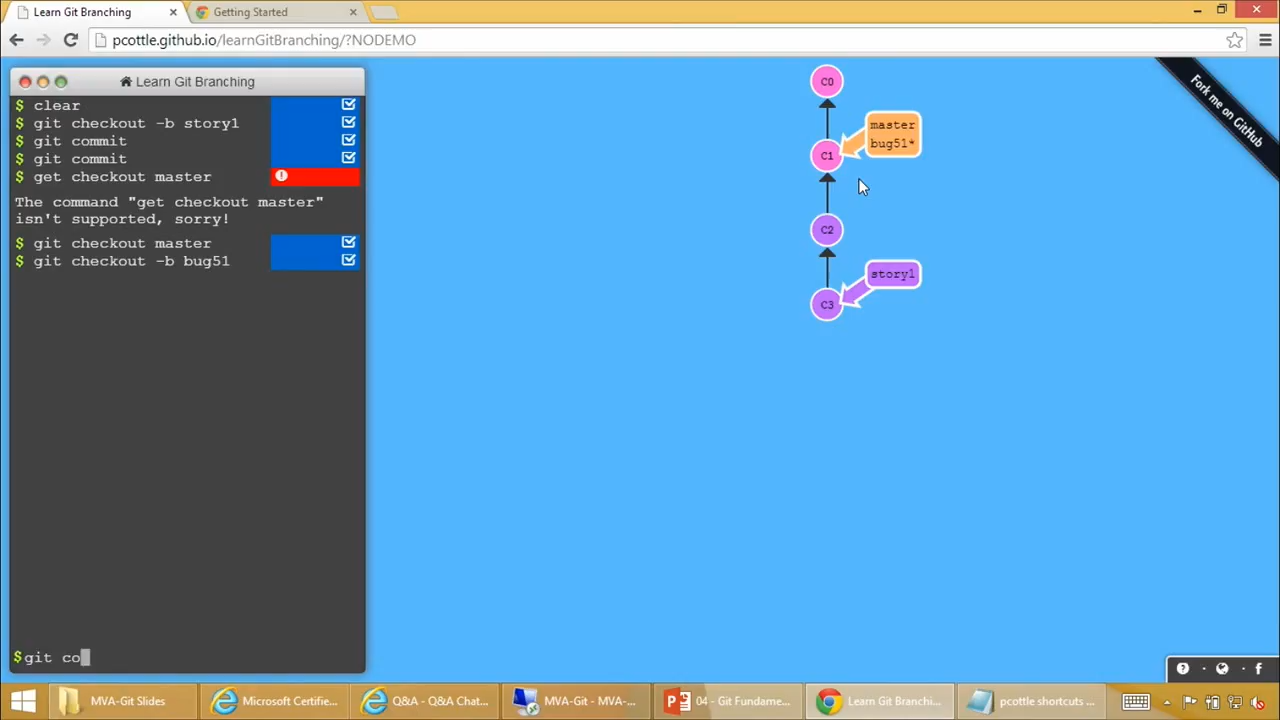 Learn Git Branching
Getting Started
pcottle.github.io/learnGitBranching/?NODEMO
Fork me on GitHub
Learn Git Branching
$ clear
$ git checkout -b story1
$ git commit
$ git commit
$ get checkout master
The command "get checkout master"
isn't supported, sorry!
$ git checkout master
$ git checkout -b bug51
$git co
C0
master
bug51*
C1
C2
story1
C3
MVA-Git Slides
Microsoft Certifie...
Q&A - Q&A Chat...
MVA-Git - MVA-...
04 - Git Fundame...
Learn Git Branchi...
pcottle shortcuts ...